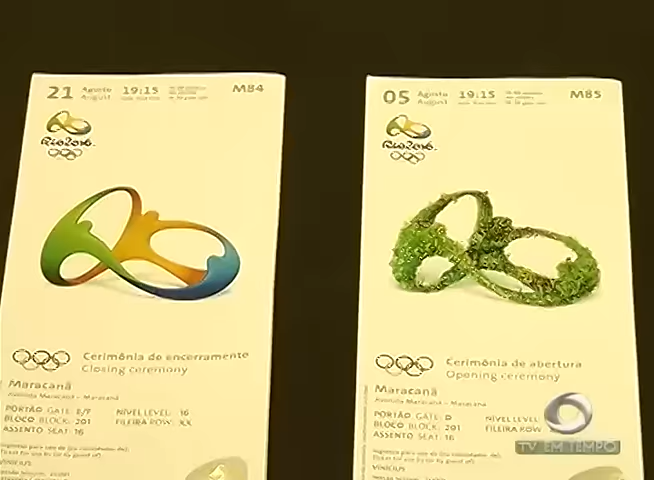 21 Agosto
August 19:15 M84
Rio2016.
Cerimônia de encerramento
Closing ceremony
Maracanã
Avenida Maracanã - Maracanã
PORTÃO GATE: E/F NÍVEL LEVEL: 16
BLOCO BLOCK: 201 FILEIRA ROW: XX
ASSENTO SEAT: 16
VINICIUS
05 Agosto
August 19:15 M85
Rio2016.
Cerimônia de abertura
Opening ceremony
Maracanã
Avenida Maracanã - Maracanã
PORTÃO GATE: D NÍVEL LEVEL:
BLOCO BLOCK: 291 FILEIRA ROW:
ASSENTO SEAT: 16
VINICIUS
TV EM TEMPO